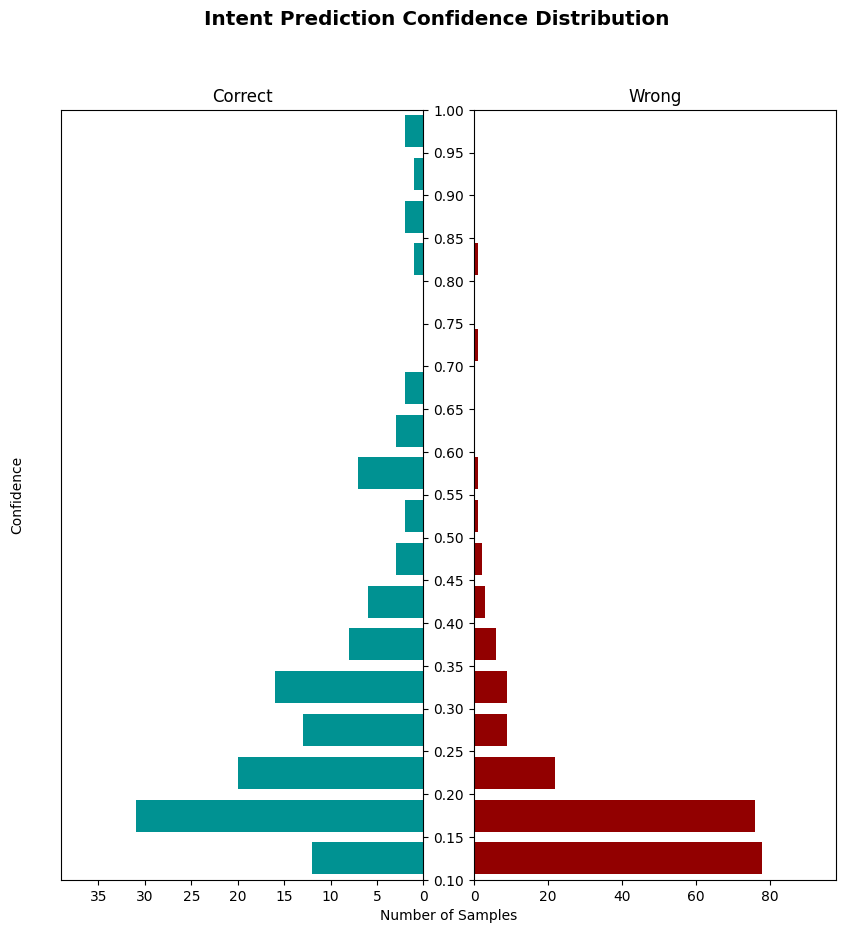 Intent Prediction Confidence Distribution
Correct
Wrong
1.00
0.95
0.90
0.85
0.80
0.75
0.70
0.65
0.60
0.55
0.50
0.45
0.40
0.35
0.30
0.25
0.20
0.15
0.10
Confidence
35 30 25 20 15 10 5 0
0 20 40 60 80
Number of Samples